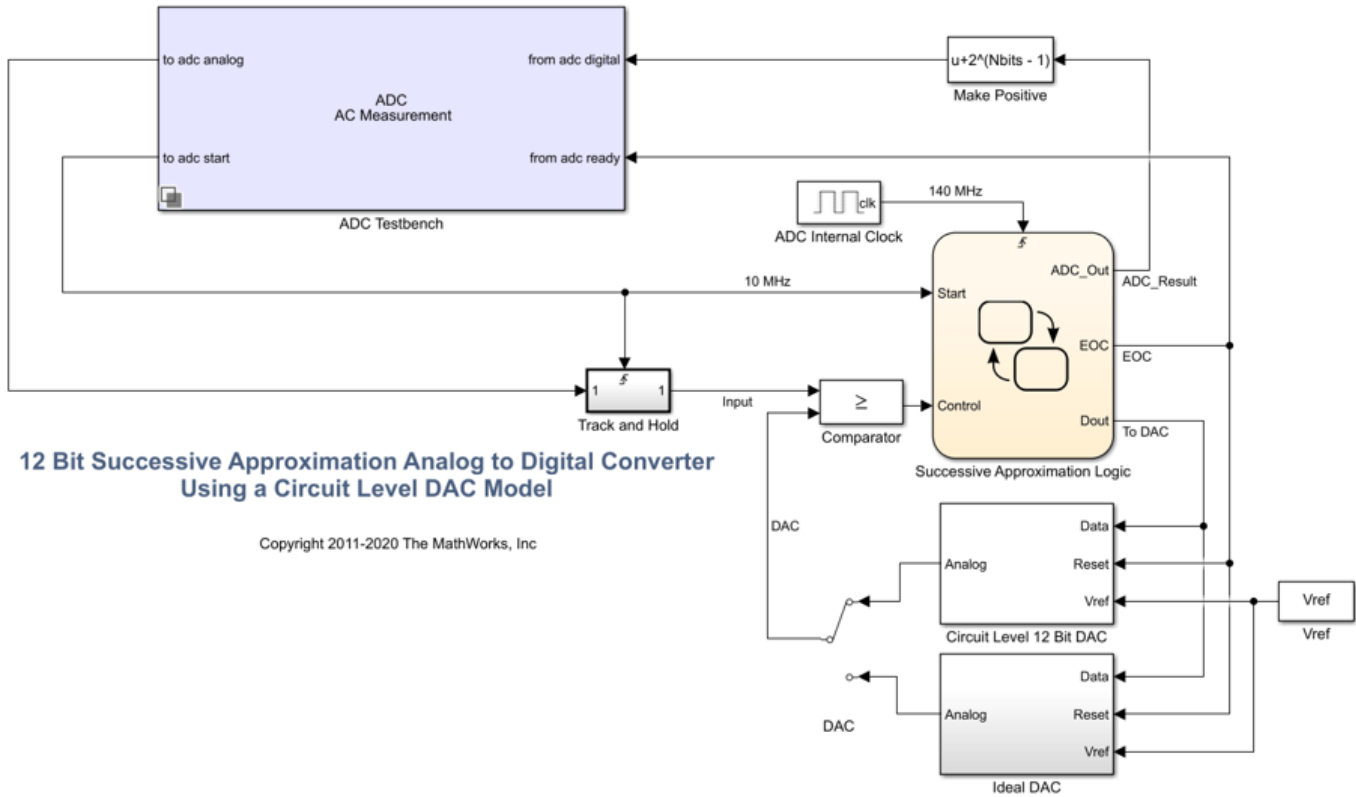 to adc analog
from adc digital
ADC
AC Measurement
to adc start
from adc ready
ADC Testbench
u+2^(Nbits - 1)
Make Positive
clk
140 MHz
ADC Internal Clock
10 MHz
Start
ADC_Out
ADC_Result
EOC
EOC
Control
Dout
To DAC
Successive Approximation Logic
1
1
Track and Hold
Input
≥
Comparator
12 Bit Successive Approximation Analog to Digital Converter
Using a Circuit Level DAC Model
Copyright 2011-2020 The MathWorks, Inc
DAC
Data
Analog
Reset
Vref
Circuit Level 12 Bit DAC
Vref
Vref
Data
Analog
Reset
Vref
Ideal DAC
DAC